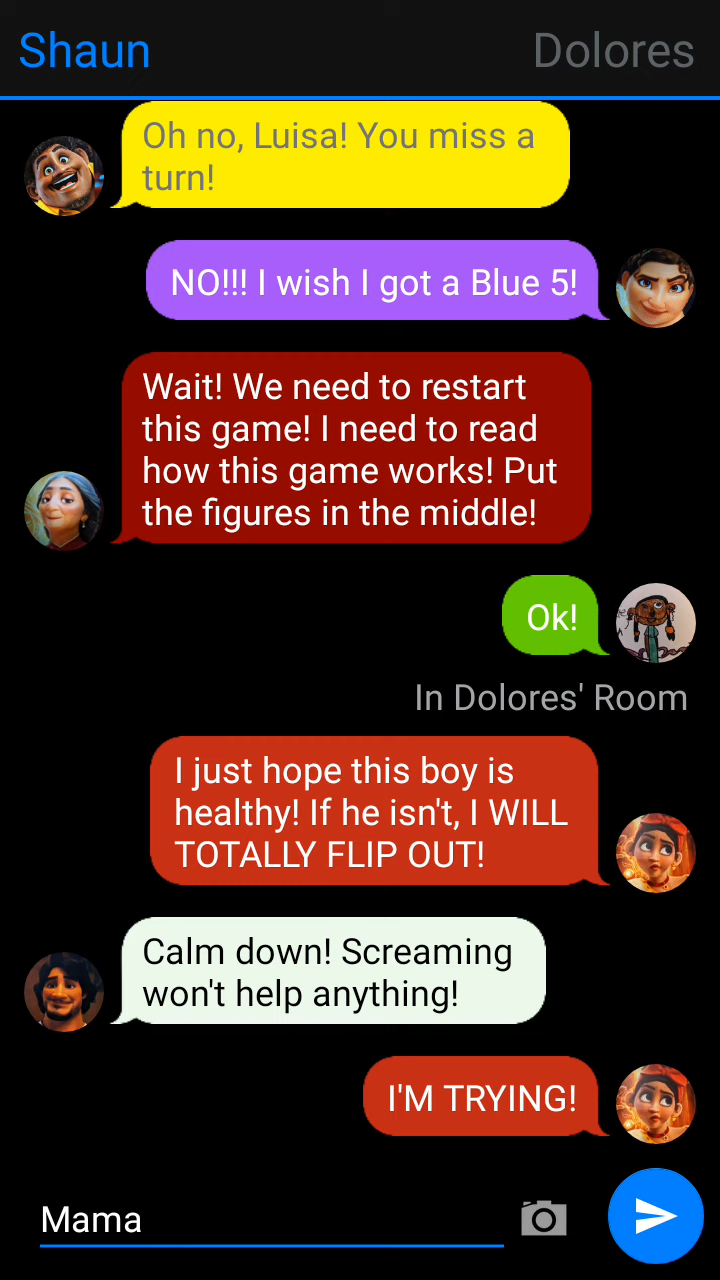 Shaun Dolores
Oh no, Luisa! You miss a
turn!
NO!!! I wish I got a Blue 5!
Wait! We need to restart
this game! I need to read
how this game works! Put
the figures in the middle!
Ok!
In Dolores' Room
I just hope this boy is
healthy! If he isn't, I WILL
TOTALLY FLIP OUT!
Calm down! Screaming
won't help anything!
I'M TRYING!
Mama